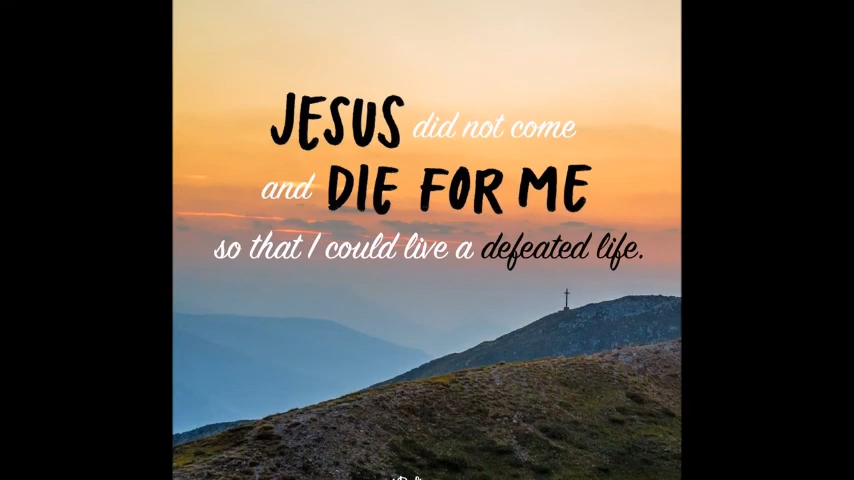 JESUS did not come
and DIE FOR ME
so that I could live a defeated life.